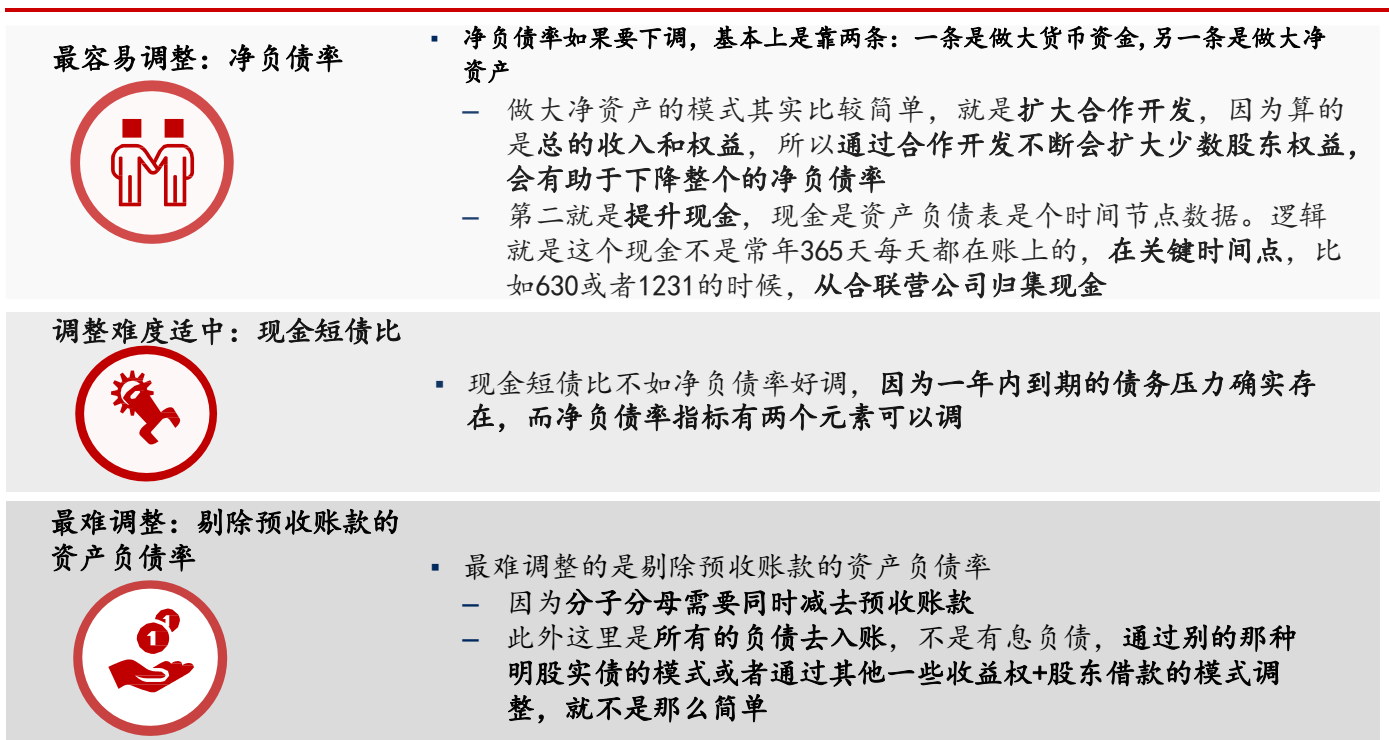 最容易调整：净负债率
▪ 净负债率如果要下调，基本上是靠两条：一条是做大货币资金,另一条是做大净
资产
– 做大净资产的模式其实比较简单，就是扩大合作开发，因为算的
是总的收入和权益，所以通过合作开发不断会扩大少数股东权益，
会有助于下降整个的净负债率
– 第二就是提升现金，现金是资产负债表是个时间节点数据。逻辑
就是这个现金不是常年365天每天都在账上的，在关键时间点，比
如630或者1231的时候，从合联营公司归集现金
调整难度适中：现金短债比
▪ 现金短债比不如净负债率好调，因为一年内到期的债务压力确实存
在，而净负债率指标有两个元素可以调
最难调整：剔除预收账款的
资产负债率
▪ 最难调整的是剔除预收账款的资产负债率
– 因为分子分母需要同时减去预收账款
– 此外这里是所有的负债去入账，不是有息负债，通过别的那种
明股实债的模式或者通过其他一些收益权+股东借款的模式调
整，就不是那么简单
1
1